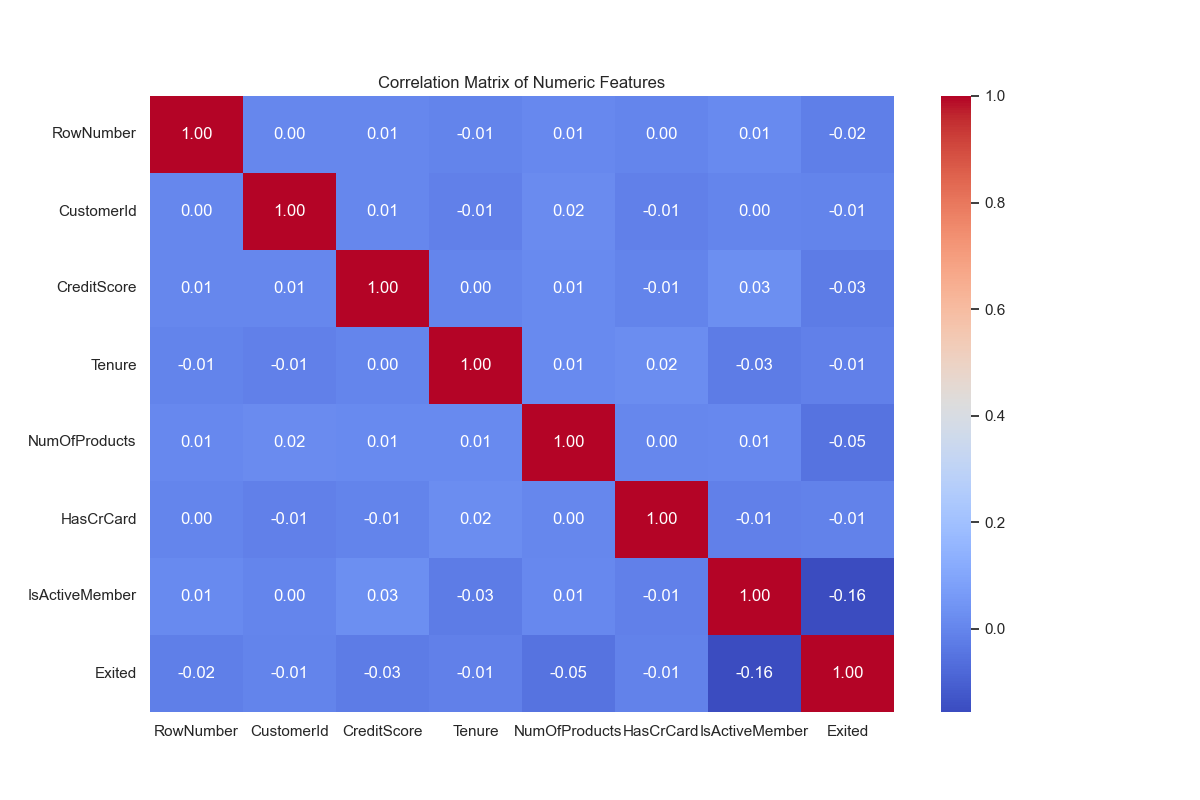 Correlation Matrix of Numeric Features
RowNumber 1.00 0.00 0.01 -0.01 0.01 0.00 0.01 -0.02
CustomerId 0.00 1.00 0.01 -0.01 0.02 -0.01 0.00 -0.01
CreditScore 0.01 0.01 1.00 0.00 0.01 -0.01 0.03 -0.03
Tenure -0.01 -0.01 0.00 1.00 0.01 0.02 -0.03 -0.01
NumOfProducts 0.01 0.02 0.01 0.01 1.00 0.00 0.01 -0.05
HasCrCard 0.00 -0.01 -0.01 0.02 0.00 1.00 -0.01 -0.01
IsActiveMember 0.01 0.00 0.03 -0.03 0.01 -0.01 1.00 -0.16
Exited -0.02 -0.01 -0.03 -0.01 -0.05 -0.01 -0.16 1.00
RowNumber CustomerId CreditScore Tenure NumOfProducts HasCrCard IsActiveMember Exited
1.0
0.8
0.6
0.4
0.2
0.0